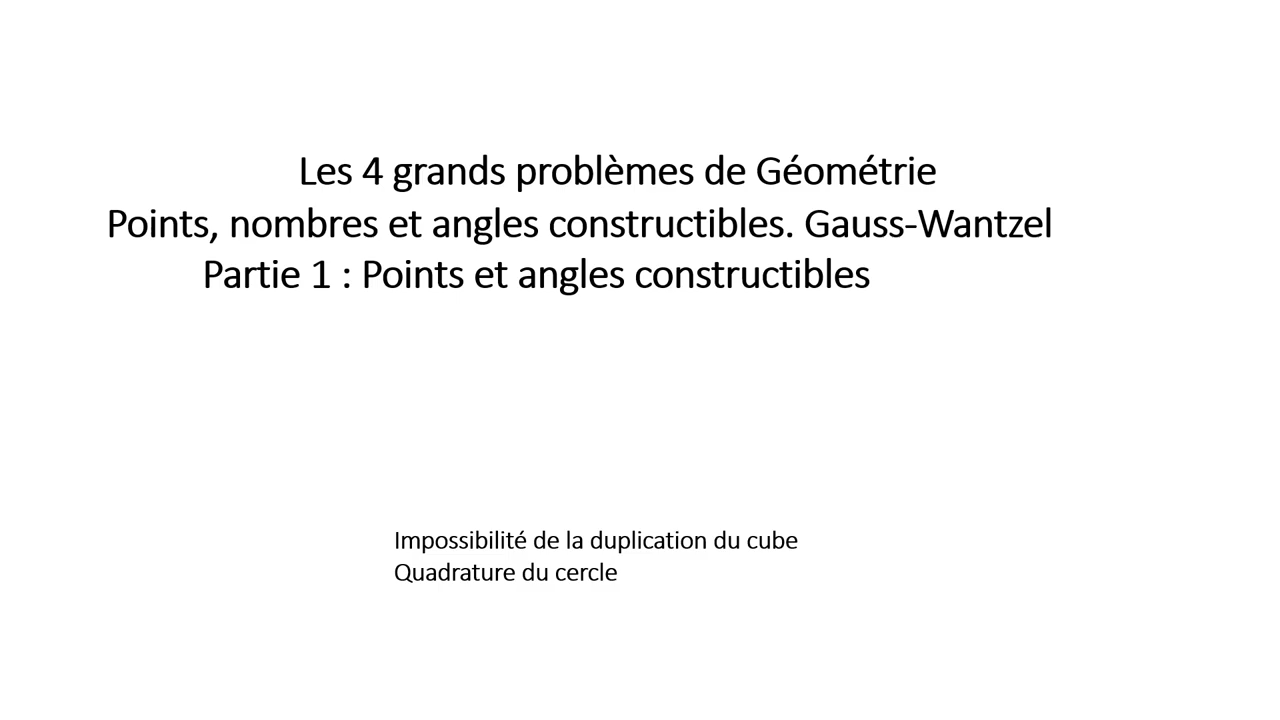 Les 4 grands problèmes de Géométrie
Points, nombres et angles constructibles. Gauss-Wantzel
Partie 1 : Points et angles constructibles
Impossibilité de la duplication du cube
Quadrature du cercle